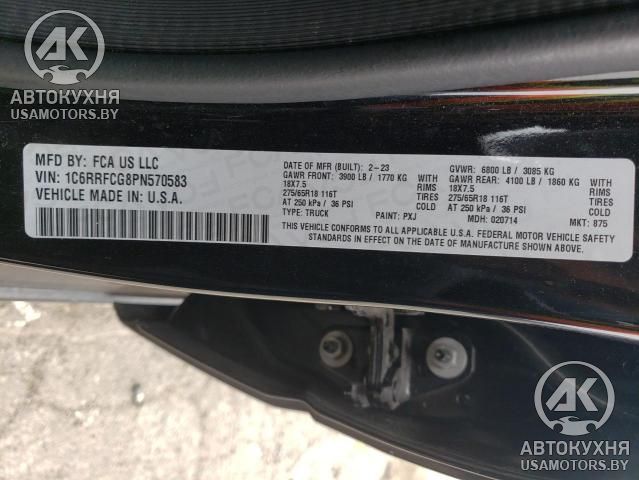 АК
АВТОКУХНЯ
USAMOTORS.BY
MFD BY: FCA US LLC
VIN: 1C6RRFCG8PN570583
VEHICLE MADE IN: U.S.A.
DATE OF MFR (BUILT): 2-23 GVWR: 6800 LB / 3085 KG
GAWR FRONT: 3900 LB / 1770 KG GAWR REAR: 4100 LB / 1860 KG
18X7.5 RIMS 18X7.5 RIMS
275/65R18 116T TIRES 275/65R18 116T TIRES
AT 250 kPa / 36 PSI COLD AT 250 kPa / 36 PSI COLD
TYPE: TRUCK PAINT: PXJ MDH: 020714 MKT: 875
THIS VEHICLE CONFORMS TO ALL APPLICABLE U.S.A. FEDERAL MOTOR VEHICLE SAFETY
STANDARDS IN EFFECT ON THE DATE OF MANUFACTURE SHOWN ABOVE.
АК
АВТОКУХНЯ
USAMOTORS.BY